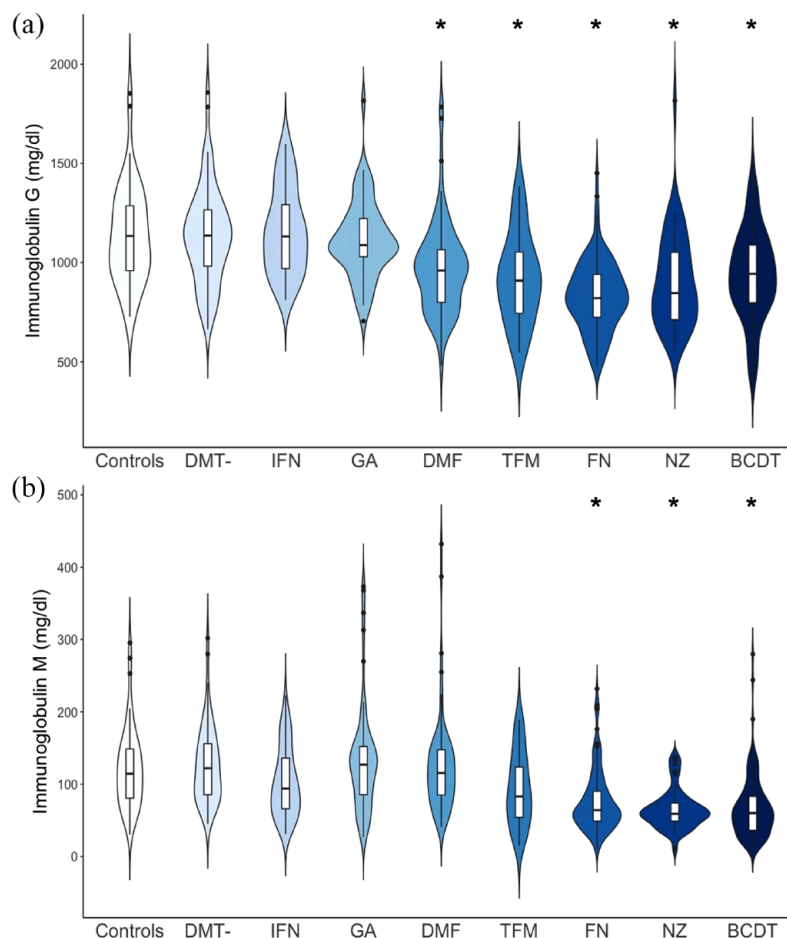 (a)
* * * * *
Immunoglobulin G (mg/dl)
2000
1500
1000
500
Controls DMT- IFN GA DMF TFM FN NZ BCDT
(b)
* * *
Immunoglobulin M (mg/dl)
500
400
300
200
100
0
Controls DMT- IFN GA DMF TFM FN NZ BCDT